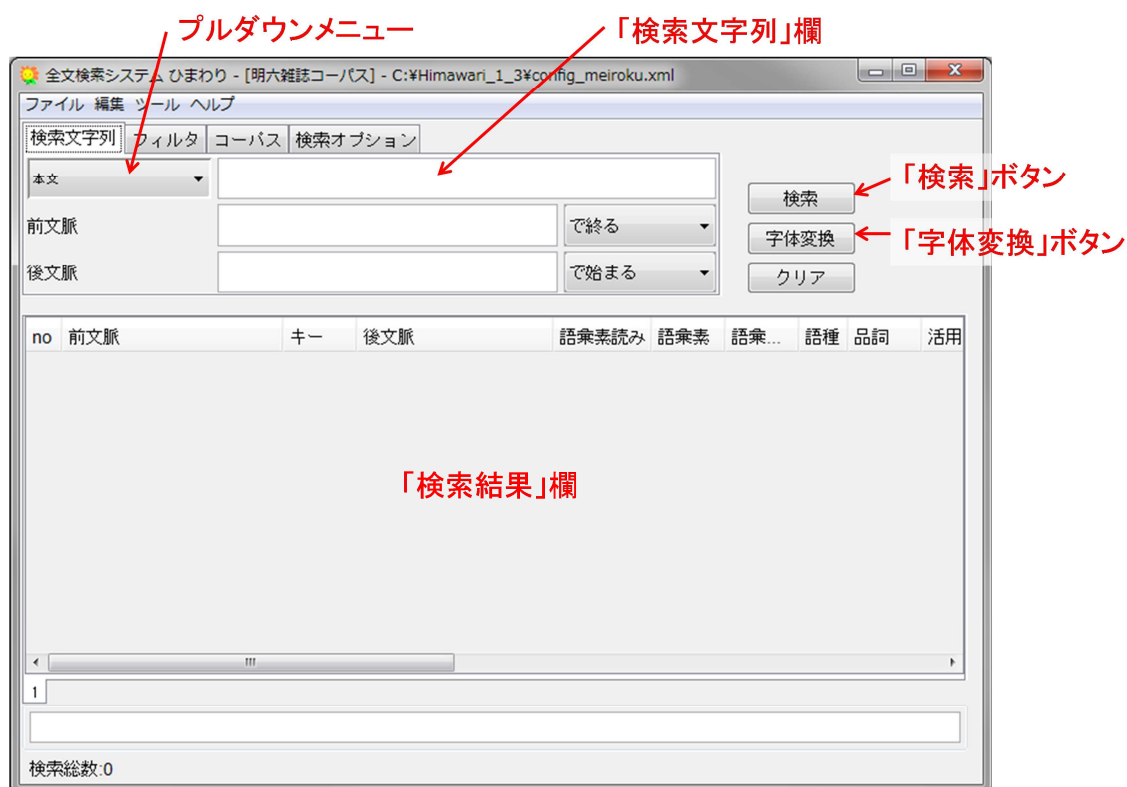 プルダウンメニュー
「検索文字列」欄
全文検索システム ひまわり - [明六雑誌コーパス] - C:¥Himawari_1_3¥config_meiroku.xml
ファイル 編集 ツール ヘルプ
検索文字列 フィルタ コーパス 検索オプション
本文
「検索」ボタン
検索
前文脈 で終る
字体変換
「字体変換」ボタン
後文脈 で始まる
クリア
no 前文脈 キー 後文脈 語彙素読み 語彙素 語彙... 語種 品詞 活用
「検索結果」欄
1
検索総数:0